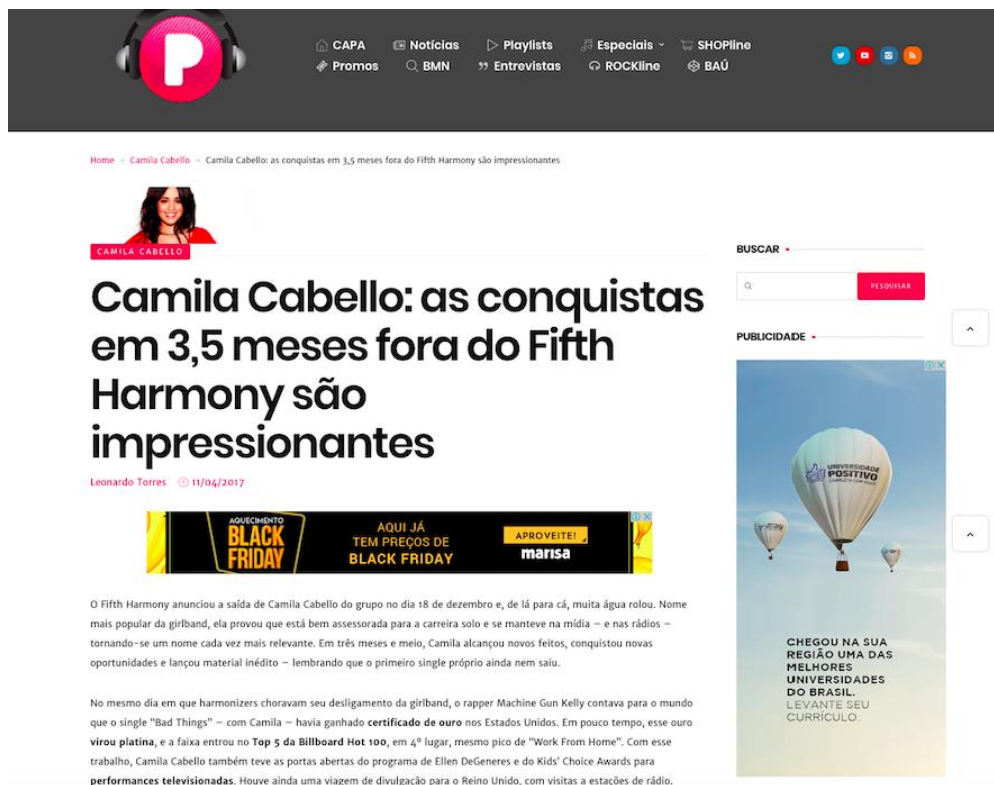 P
CAPA Notícias Playlists Especiais SHOPline
Promos BMN Entrevistas ROCKline BAÚ
Home Camila Cabello Camila Cabello: as conquistas em 3,5 meses fora do Fifth Harmony são impressionantes
CAMILA CABELLO
Camila Cabello: as conquistas
em 3,5 meses fora do Fifth
Harmony são
impressionantes
Leonardo Torres 11/04/2017
AQUECIMENTO
BLACK
FRIDAY
AQUI JÁ
TEM PREÇOS DE
BLACK FRIDAY
APROVEITE!
marisa
O Fifth Harmony anunciou a saída de Camila Cabello do grupo no dia 18 de dezembro e, de lá para cá, muita água rolou. Nome
mais popular da girlband, ela provou que está bem assessorada para a carreira solo e se manteve na mídia – e nas rádios –
tornando-se um nome cada vez mais relevante. Em três meses e meio, Camila alcançou novos feitos, conquistou novas
oportunidades e lançou material inédito – lembrando que o primeiro single próprio ainda nem saiu.
No mesmo dia em que harmonizers choravam seu desligamento da girlband, o rapper Machine Gun Kelly contava para o mundo
que o single "Bad Things" – com Camila – havia ganhado certificado de ouro nos Estados Unidos. Em pouco tempo, esse ouro
virou platina, e a faixa entrou no Top 5 da Billboard Hot 100, em 4º lugar, mesmo pico de "Work From Home". Com esse
trabalho, Camila Cabello também teve as portas abertas do programa de Ellen DeGeneres e do Kids' Choice Awards para
performances televisionadas. Houve ainda uma viagem de divulgação para o Reino Unido, com visitas a estações de rádio.
BUSCAR
PESQUISAR
PUBLICIDADE
UNIVERSIDADE
POSITIVO
CHEGOU NA SUA
REGIÃO UMA DAS
MELHORES
UNIVERSIDADES
DO BRASIL.
LEVANTE SEU
CURRÍCULO.